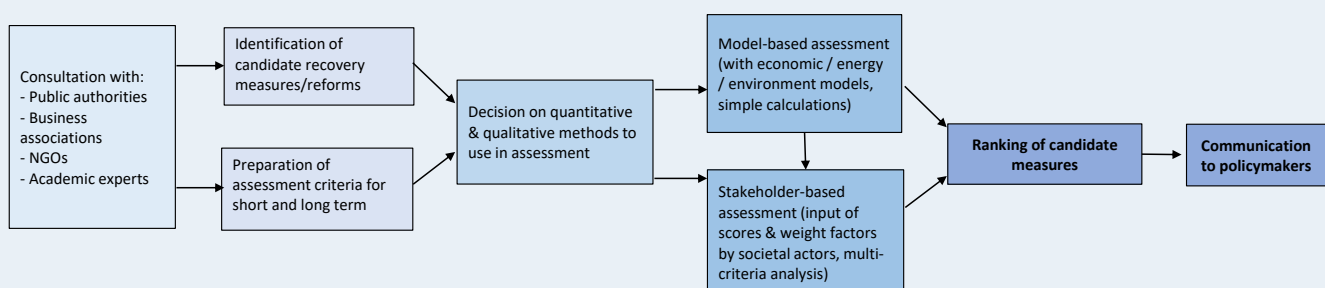 Consultation with:
- Public authorities
- Business
associations
- NGOs
- Academic experts
Identification of
candidate recovery
measures/reforms
Preparation of
assessment criteria for
short and long term
Decision on quantitative
& qualitative methods to
use in assessment
Model-based assessment
(with economic / energy
/ environment models,
simple calculations)
Stakeholder-based
assessment (input of
scores & weight factors
by societal actors, multi-
criteria analysis)
Ranking of candidate
measures
Communication
to policymakers